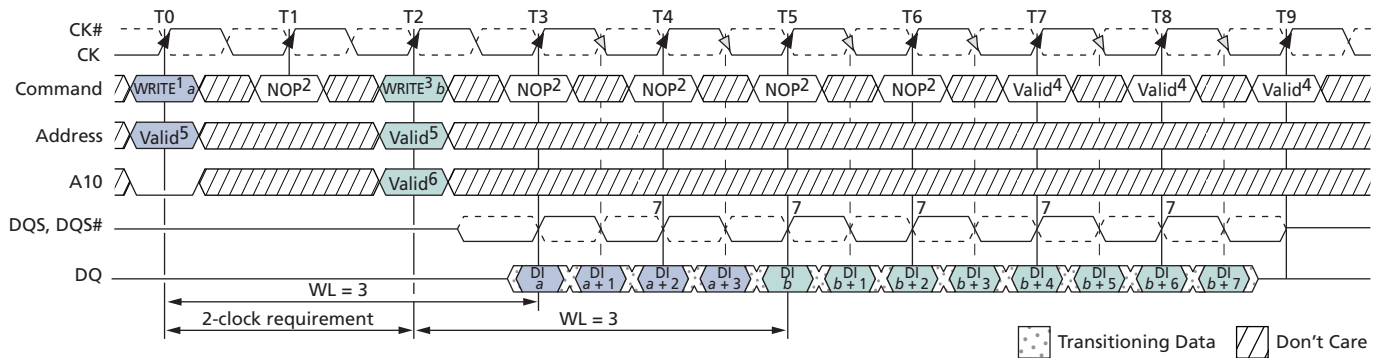 T0 T1 T2 T3 T4 T5 T6 T7 T8 T9
CK#
CK
Command WRITE1 a NOP2 WRITE3 b NOP2 NOP2 NOP2 NOP2 Valid4 Valid4 Valid4
Address Valid5 Valid5
A10 Valid6
7 7 7 7 7
DQS, DQS#
DQ DI a DI a + 1 DI a + 2 DI a + 3 DI b DI b + 1 DI b + 2 DI b + 3 DI b + 4 DI b + 5 DI b + 6 DI b + 7
WL = 3
2-clock requirement WL = 3
Transitioning Data Don't Care